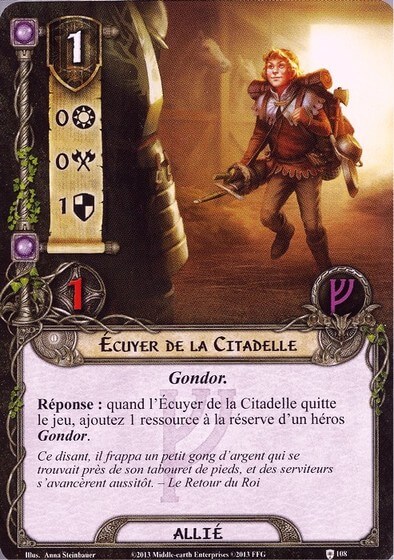 1
0
0
1
1
Écuyer de la Citadelle
Gondor.
Réponse : quand l'Écuyer de la Citadelle quitte
le jeu, ajoutez 1 ressource à la réserve d'un héros
Gondor.
Ce disant, il frappa un petit gong d'argent qui se
trouvait près de son tabouret de pieds, et des serviteurs
s'avancèrent aussitôt. – Le Retour du Roi
Allié
Illus. Anna Steinbauer ©2013 Middle-earth Enterprises ©2013 FFG 108